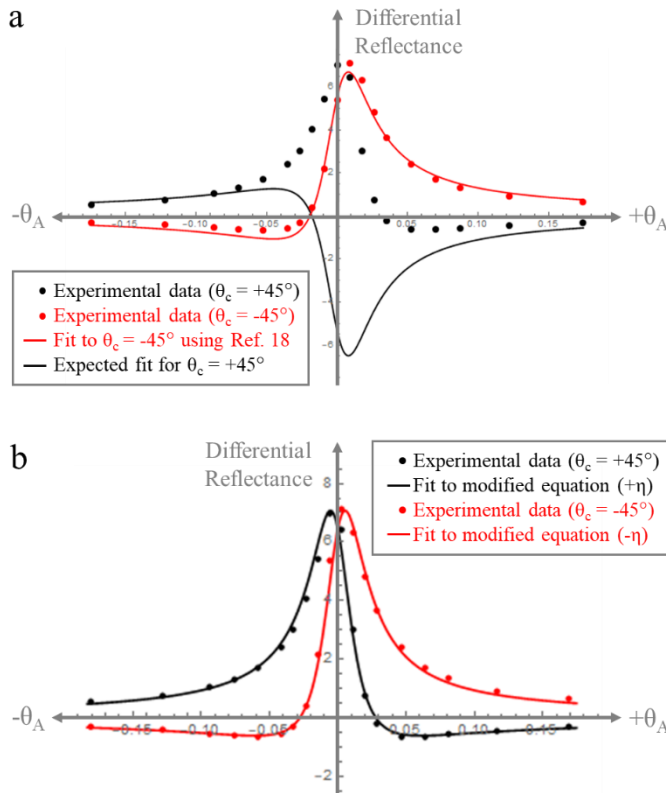 a
Differential
Reflectance
6
4
2
-0.15 -0.10 -0.05 0.05 0.10 0.15
-θA +θA
-2
-4
-6
Experimental data (θc = +45°)
Experimental data (θc = -45°)
Fit to θc = -45° using Ref. 18
Expected fit for θc = +45°
b
Differential
Reflectance
Experimental data (θc = +45°)
Fit to modified equation (+η)
Experimental data (θc = -45°)
Fit to modified equation (-η)
8
6
4
2
-θA +θA
-0.15 -0.10 -0.05 0.05 0.10 0.15
-2